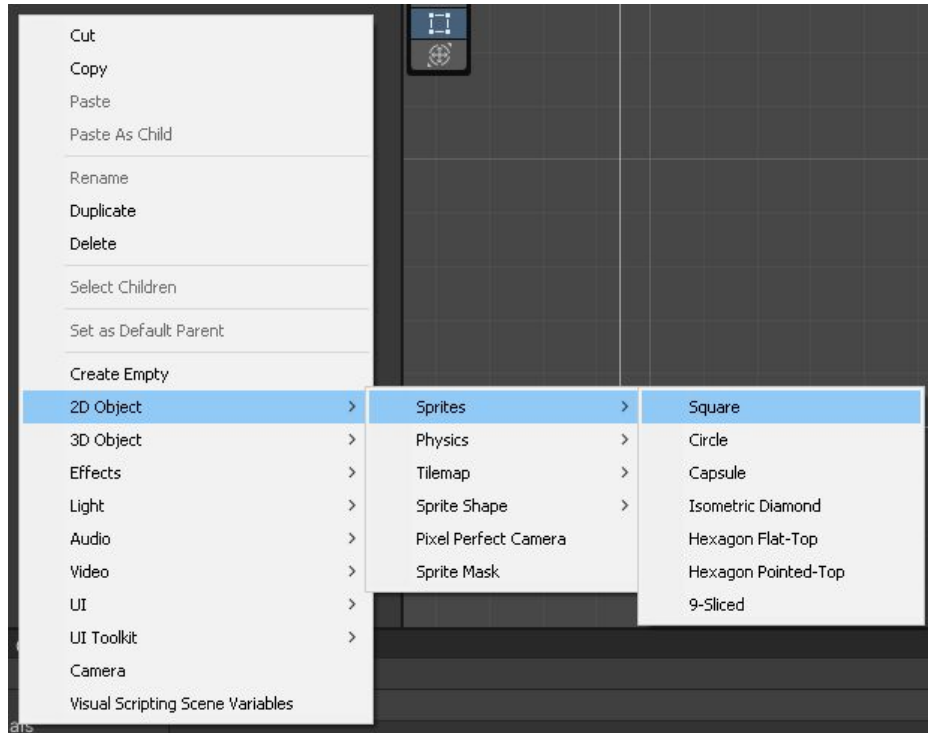 Cut
Copy
Paste
Paste As Child
Rename
Duplicate
Delete
Select Children
Set as Default Parent
Create Empty
2D Object
3D Object
Effects
Light
Audio
Video
UI
UI Toolkit
Camera
Visual Scripting Scene Variables
Sprites
Physics
Tilemap
Sprite Shape
Pixel Perfect Camera
Sprite Mask
Square
Circle
Capsule
Isometric Diamond
Hexagon Flat-Top
Hexagon Pointed-Top
9-Sliced